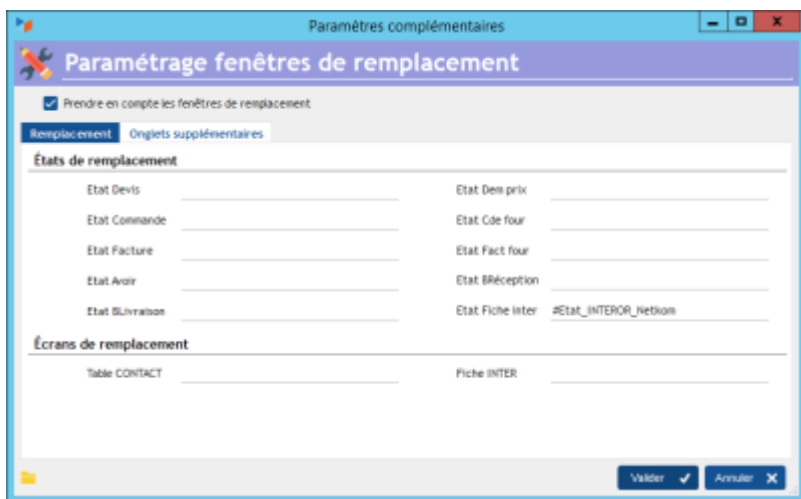 Paramètres complémentaires
Paramétrage fenêtres de remplacement
Prendre en compte les fenêtres de remplacement
Remplacement Onglets supplémentaires
États de remplacement
Etat Devis Etat Dem prix
Etat Commande Etat Cde four
Etat Facture Etat Fact four
Etat Avoir Etat BRéception
Etat BLivraison Etat Fiche inter #Etat_INTEROR_Netkom
Écrans de remplacement
Table CONTACT Fiche INTER
Valider Annuler